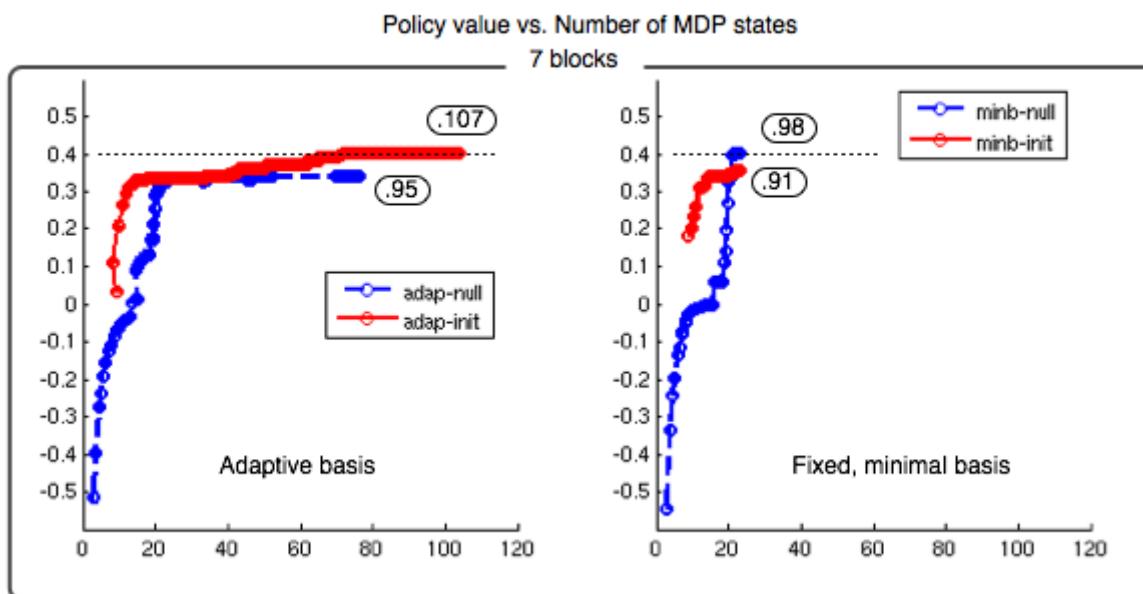 Policy value vs. Number of MDP states
7 blocks
0.5
0.4
0.3
0.2
0.1
0
-0.1
-0.2
-0.3
-0.4
-0.5
.107
.95
adap-null
adap-init
Adaptive basis
0 20 40 60 80 100 120
0.5
0.4
0.3
0.2
0.1
0
-0.1
-0.2
-0.3
-0.4
-0.5
minb-null
minb-init
.98
.91
Fixed, minimal basis
0 20 40 60 80 100 120